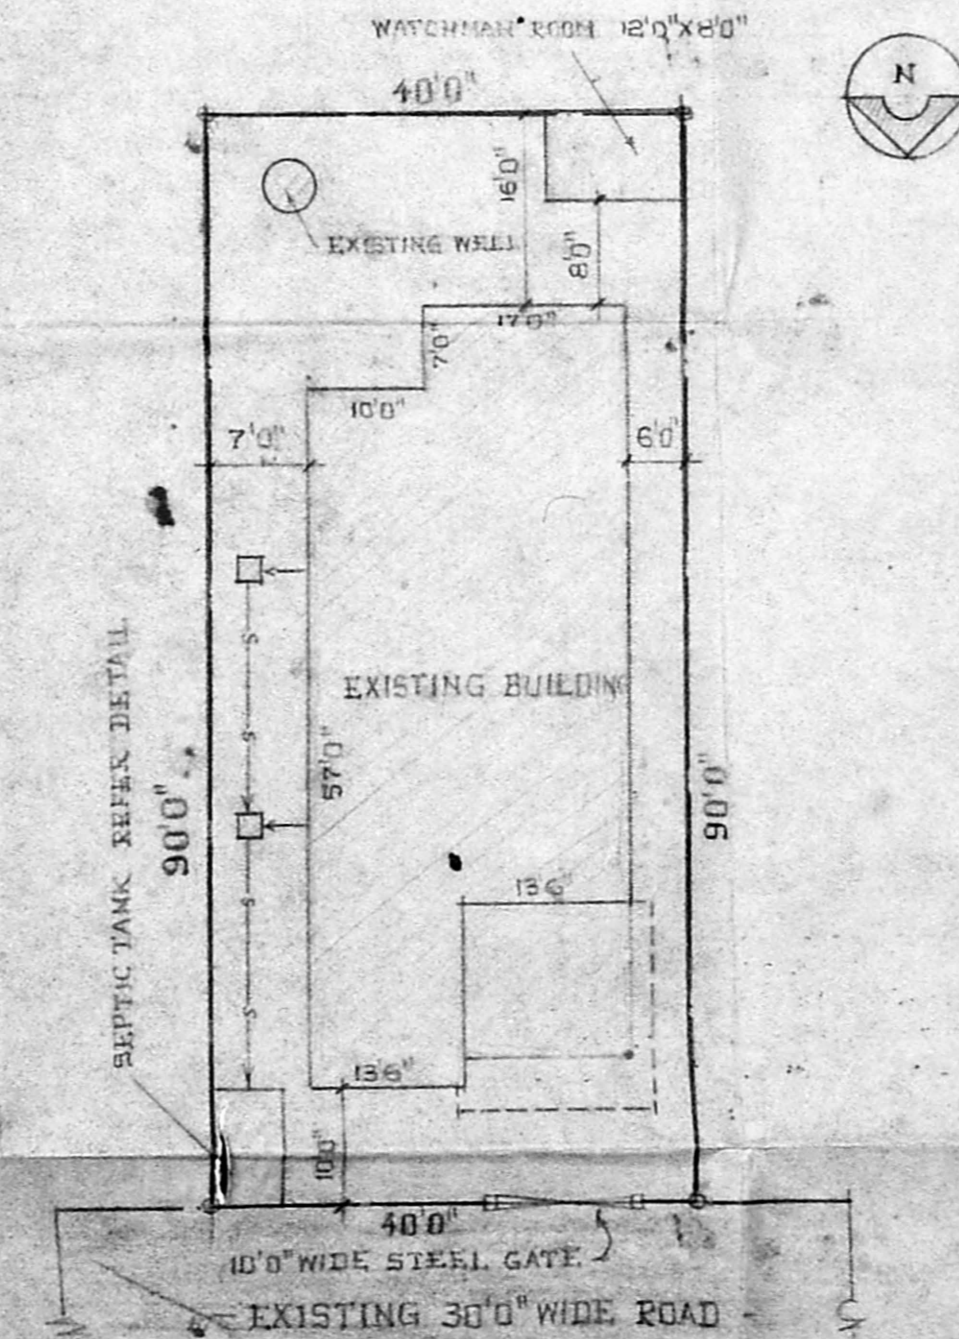 WATCHMAN ROOM 12'0"X8'0"
N
40'0"
16'0"
EXISTING WELL
8'0"
17'0"
7'0"
10'0"
7'0"
6'0"
S
EXISTING BUILDING
S
57'0"
SEPTIC TANK REFER DETAIL
90'0"
90'0"
13'6"
S
S
13'6"
10'0"
40'0"
10'0" WIDE STEEL GATE
EXISTING 30'0" WIDE ROAD